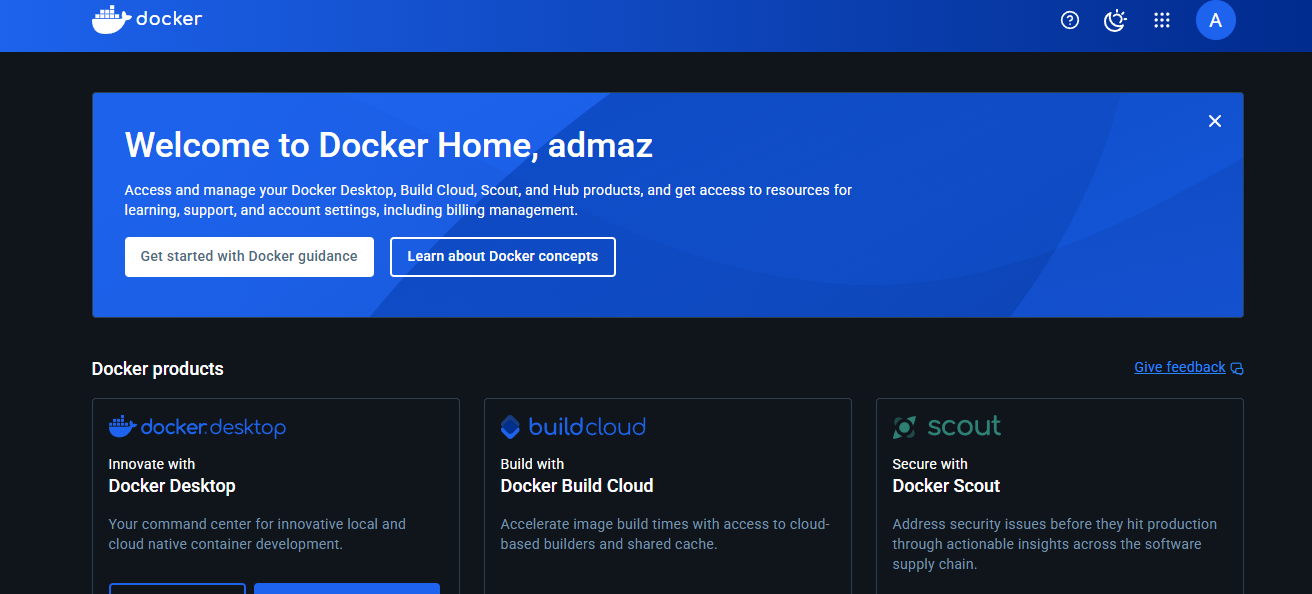 docker
A
Welcome to Docker Home, admaz
Access and manage your Docker Desktop, Build Cloud, Scout, and Hub products, and get access to resources for
learning, support, and account settings, including billing management.
Get started with Docker guidance
Learn about Docker concepts
Docker products
Give feedback
docker.desktop
Innovate with
Docker Desktop
Your command center for innovative local and
cloud native container development.
buildcloud
Build with
Docker Build Cloud
Accelerate image build times with access to cloud-
based builders and shared cache.
scout
Secure with
Docker Scout
Address security issues before they hit production
through actionable insights across the software
supply chain.